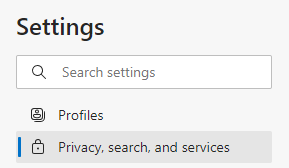 Settings
Search settings
Profiles
Privacy, search, and services